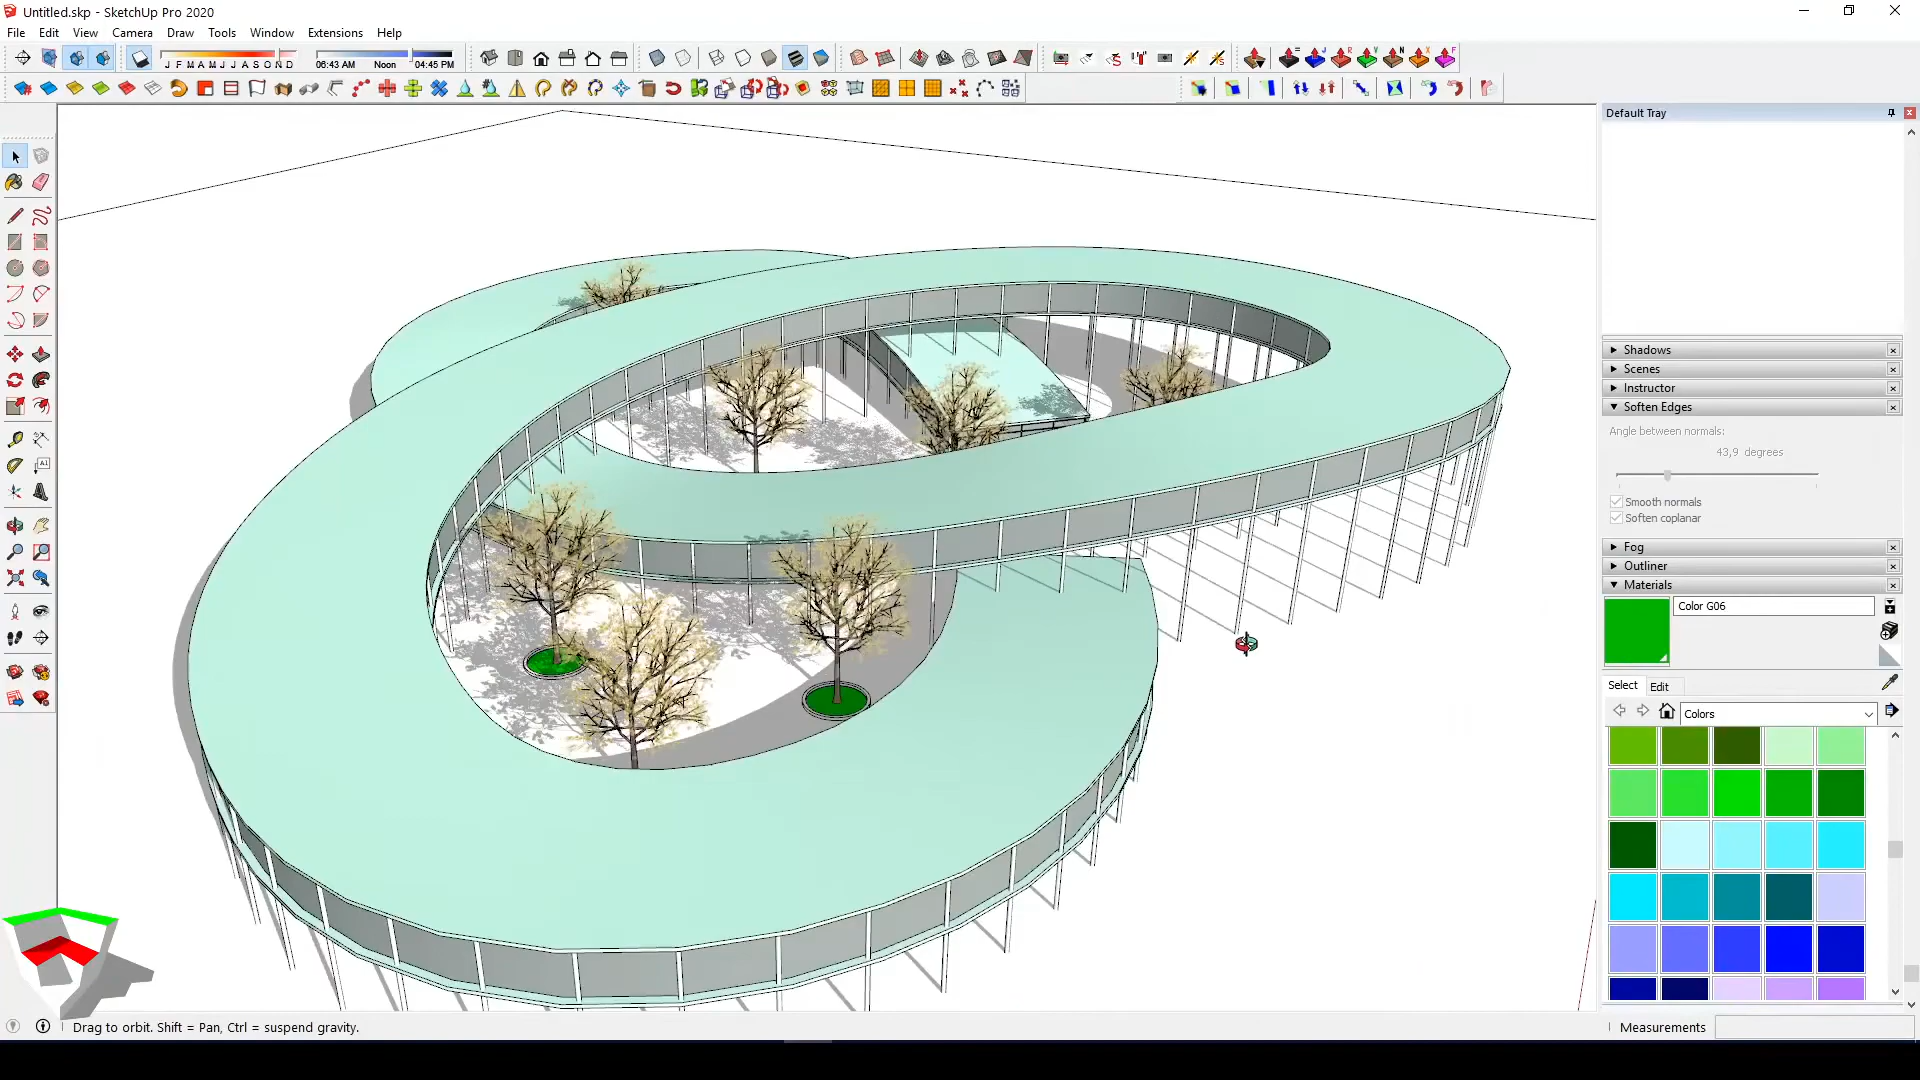 Untitled.skp - SketchUp Pro 2020
File Edit View Camera Draw Tools Window Extensions Help
J F M A M J J A S O N D
06:43 AM Noon 04:45 PM
Default Tray
Shadows
Scenes
Instructor
Soften Edges
Angle between normals:
43,9 degrees
Smooth normals
Soften coplanar
Fog
Outliner
Materials
Color G06
Select Edit
Colors
Drag to orbit. Shift = Pan, Ctrl = suspend gravity.
Measurements